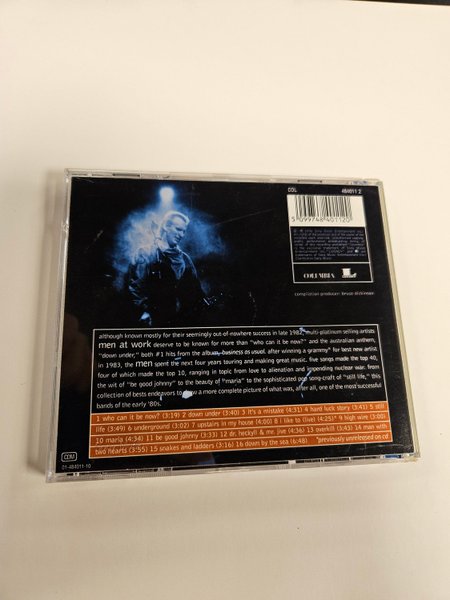 COL 484011 2
5099748401120
COLUMBIA
compilation producer: bruce dickinson
although known mostly for their seemingly out-of-nowhere success in late 1982, multi-platinum selling artists
men at work deserve to be known for more than "who can it be now?" and the australian anthem,
"down under," both #1 hits from the album, business as usual. after winning a grammy® for best new artist
in 1983, the men spent the next four years touring and making great music. five songs made the top 40,
four of which made the top 10, ranging in topic from love to alienation and impending nuclear war. from
the wit of "be good johnny" to the beauty of "maria" to the sophisticated pop song-craft of "still life," this
collection of bests endeavors to draw a more complete picture of what was, after all, one of the most successful
bands of the early '80s.
1 who can it be now? (3:19) 2 down under (3:40) 3 it's a mistake (4:31) 4 hard luck story (3:41) 5 still
life (3:49) 6 underground (3:02) 7 upstairs in my house (4:00) 8 i like to (live) (4:25)* 9 high wire (3:00)
10 maria (4:34) 11 be good johnny (3:33) 12 dr. heckyll & mr. jive (4:36) 13 overkill (3:43) 14 man with
two hearts (3:55) 15 snakes and ladders (3:13) 16 down by the sea (6:48) *previously unreleased on cd
COL
01-484011-10